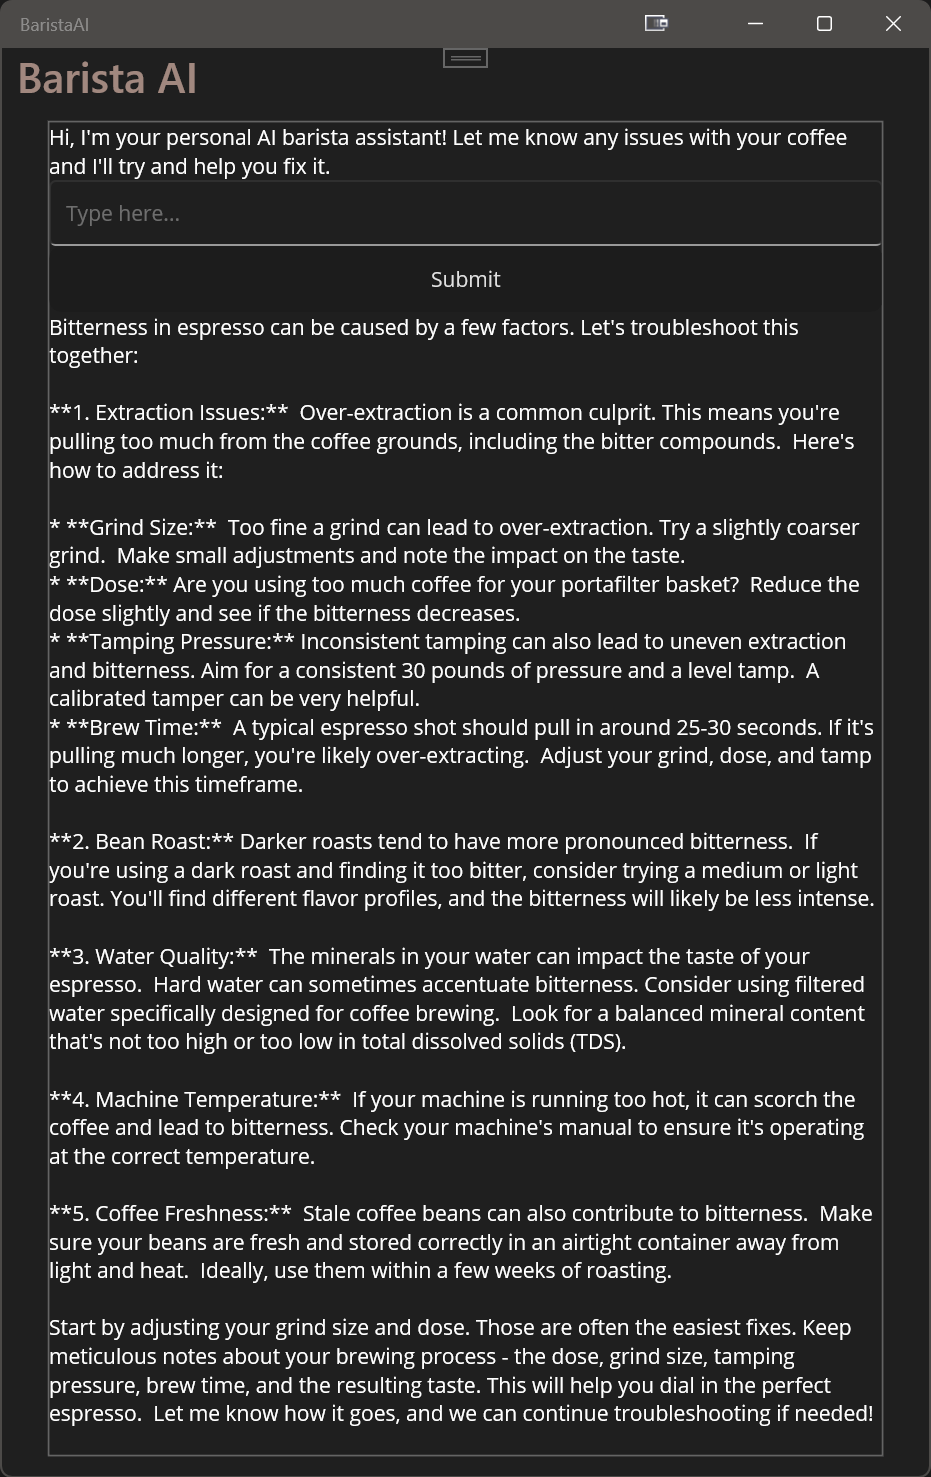 BaristaAI
Barista AI
Hi, I'm your personal AI barista assistant! Let me know any issues with your coffee
and I'll try and help you fix it.
Type here...
Submit
Bitterness in espresso can be caused by a few factors. Let's troubleshoot this
together:
**1. Extraction Issues:**  Over-extraction is a common culprit. This means you're
pulling too much from the coffee grounds, including the bitter compounds.  Here's
how to address it:
* **Grind Size:**  Too fine a grind can lead to over-extraction. Try a slightly coarser
grind.  Make small adjustments and note the impact on the taste.
* **Dose:** Are you using too much coffee for your portafilter basket?  Reduce the
dose slightly and see if the bitterness decreases.
* **Tamping Pressure:** Inconsistent tamping can also lead to uneven extraction
and bitterness. Aim for a consistent 30 pounds of pressure and a level tamp.  A
calibrated tamper can be very helpful.
* **Brew Time:**  A typical espresso shot should pull in around 25-30 seconds. If it's
pulling much longer, you're likely over-extracting.  Adjust your grind, dose, and tamp
to achieve this timeframe.
**2. Bean Roast:** Darker roasts tend to have more pronounced bitterness.  If
you're using a dark roast and finding it too bitter, consider trying a medium or light
roast. You'll find different flavor profiles, and the bitterness will likely be less intense.
**3. Water Quality:**  The minerals in your water can impact the taste of your
espresso.  Hard water can sometimes accentuate bitterness. Consider using filtered
water specifically designed for coffee brewing.  Look for a balanced mineral content
that's not too high or too low in total dissolved solids (TDS).
**4. Machine Temperature:**  If your machine is running too hot, it can scorch the
coffee and lead to bitterness. Check your machine's manual to ensure it's operating
at the correct temperature.
**5. Coffee Freshness:**  Stale coffee beans can also contribute to bitterness.  Make
sure your beans are fresh and stored correctly in an airtight container away from
light and heat.  Ideally, use them within a few weeks of roasting.
Start by adjusting your grind size and dose. Those are often the easiest fixes. Keep
meticulous notes about your brewing process - the dose, grind size, tamping
pressure, brew time, and the resulting taste. This will help you dial in the perfect
espresso.  Let me know how it goes, and we can continue troubleshooting if needed!